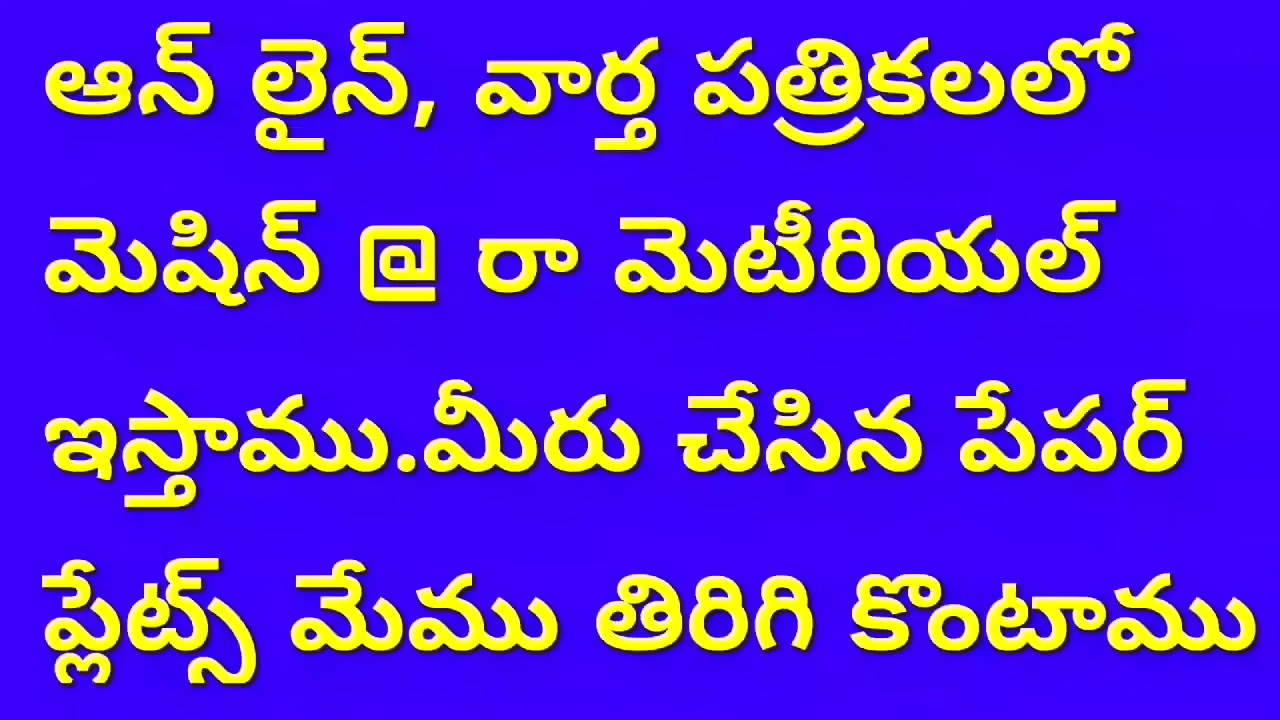 ఆన్ లైన్, వార్త పత్రికలలో
మెషిన్ @ రా మెటీరియల్
ఇస్తాము.మీరు చేసిన పేపర్
ప్లేట్స్ మేము తిరిగి కొంటాము